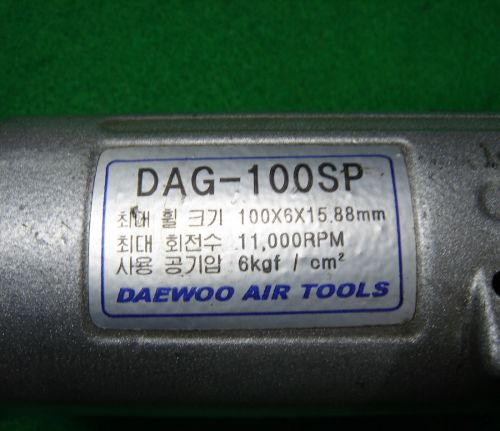 DAG-100SP
최대 휠 크기 100X6X15.88mm
최대 회전수 11,000RPM
사용 공기압 6kgf / cm²
DAEWOO AIR TOOLS